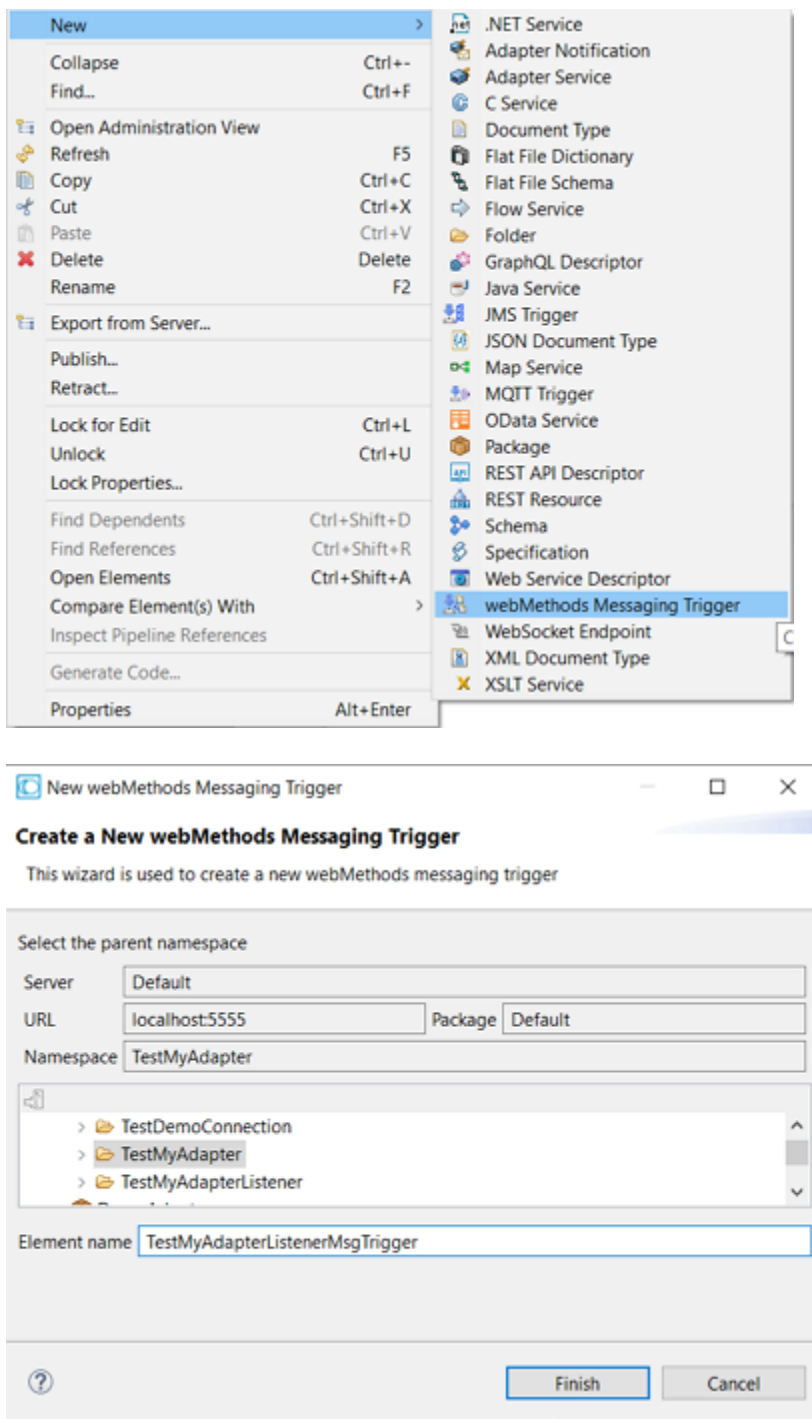 New >
Collapse Ctrl+-
Find... Ctrl+F
Open Administration View
Refresh F5
Copy Ctrl+C
Cut Ctrl+X
Paste Ctrl+V
Delete Delete
Rename F2
Export from Server...
Publish...
Retract...
Lock for Edit Ctrl+L
Unlock Ctrl+U
Lock Properties...
Find Dependents Ctrl+Shift+D
Find References Ctrl+Shift+R
Open Elements Ctrl+Shift+A
Compare Element(s) With >
Inspect Pipeline References
Generate Code...
Properties Alt+Enter
.NET Service
Adapter Notification
Adapter Service
C Service
Document Type
Flat File Dictionary
Flat File Schema
Flow Service
Folder
GraphQL Descriptor
Java Service
JMS Trigger
JSON Document Type
Map Service
MQTT Trigger
OData Service
Package
REST API Descriptor
REST Resource
Schema
Specification
Web Service Descriptor
webMethods Messaging Trigger
WebSocket Endpoint
XML Document Type
XSLT Service
New webMethods Messaging Trigger
Create a New webMethods Messaging Trigger
This wizard is used to create a new webMethods messaging trigger
Select the parent namespace
Server Default
URL localhost:5555 Package Default
Namespace TestMyAdapter
TestDemoConnection
TestMyAdapter
TestMyAdapterListener
Element name TestMyAdapterListenerMsgTrigger
Finish Cancel